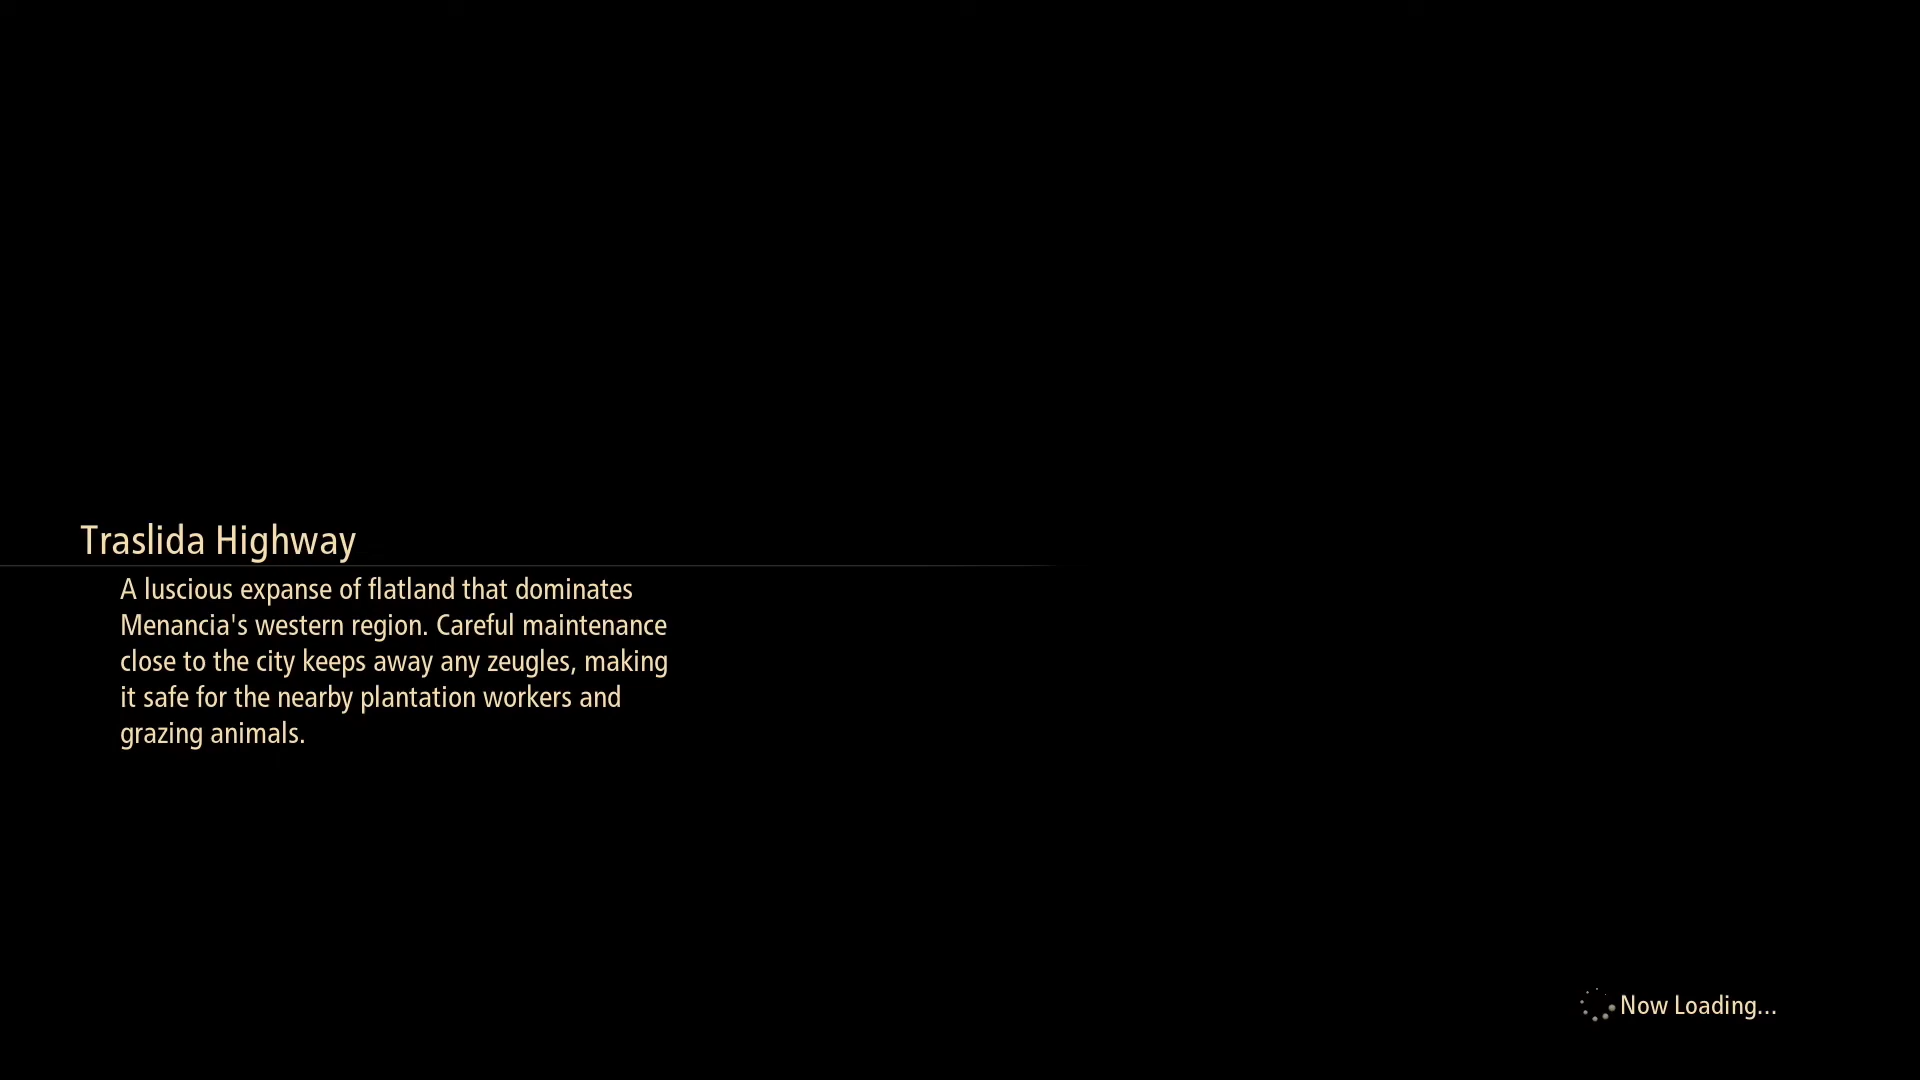 Traslida Highway
A luscious expanse of flatland that dominates
Menancia's western region. Careful maintenance
close to the city keeps away any zeugles, making
it safe for the nearby plantation workers and
grazing animals.
Now Loading...